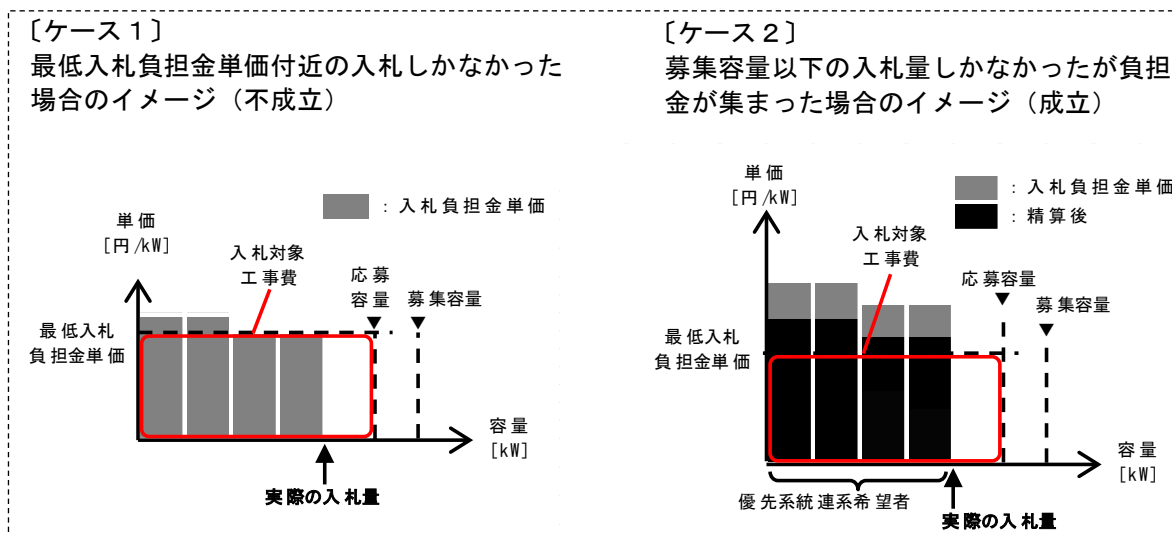 〔ケース１〕
最低入札負担金単価付近の入札しかなかった
場合のイメージ（不成立）
：入札負担金単価
単価
[円/kW]
入札対象
工事費
応募
容量
募集容量
最低入札
負担金単価
容量
[kW]
実際の入札量
〔ケース２〕
募集容量以下の入札量しかなかったが負担
金が集まった場合のイメージ（成立）
単価
[円/kW]
：入札負担金単価
：精算後
入札対象
工事費
応募容量
募集容量
最低入札
負担金単価
容量
[kW]
優先系統連系希望者
実際の入札量